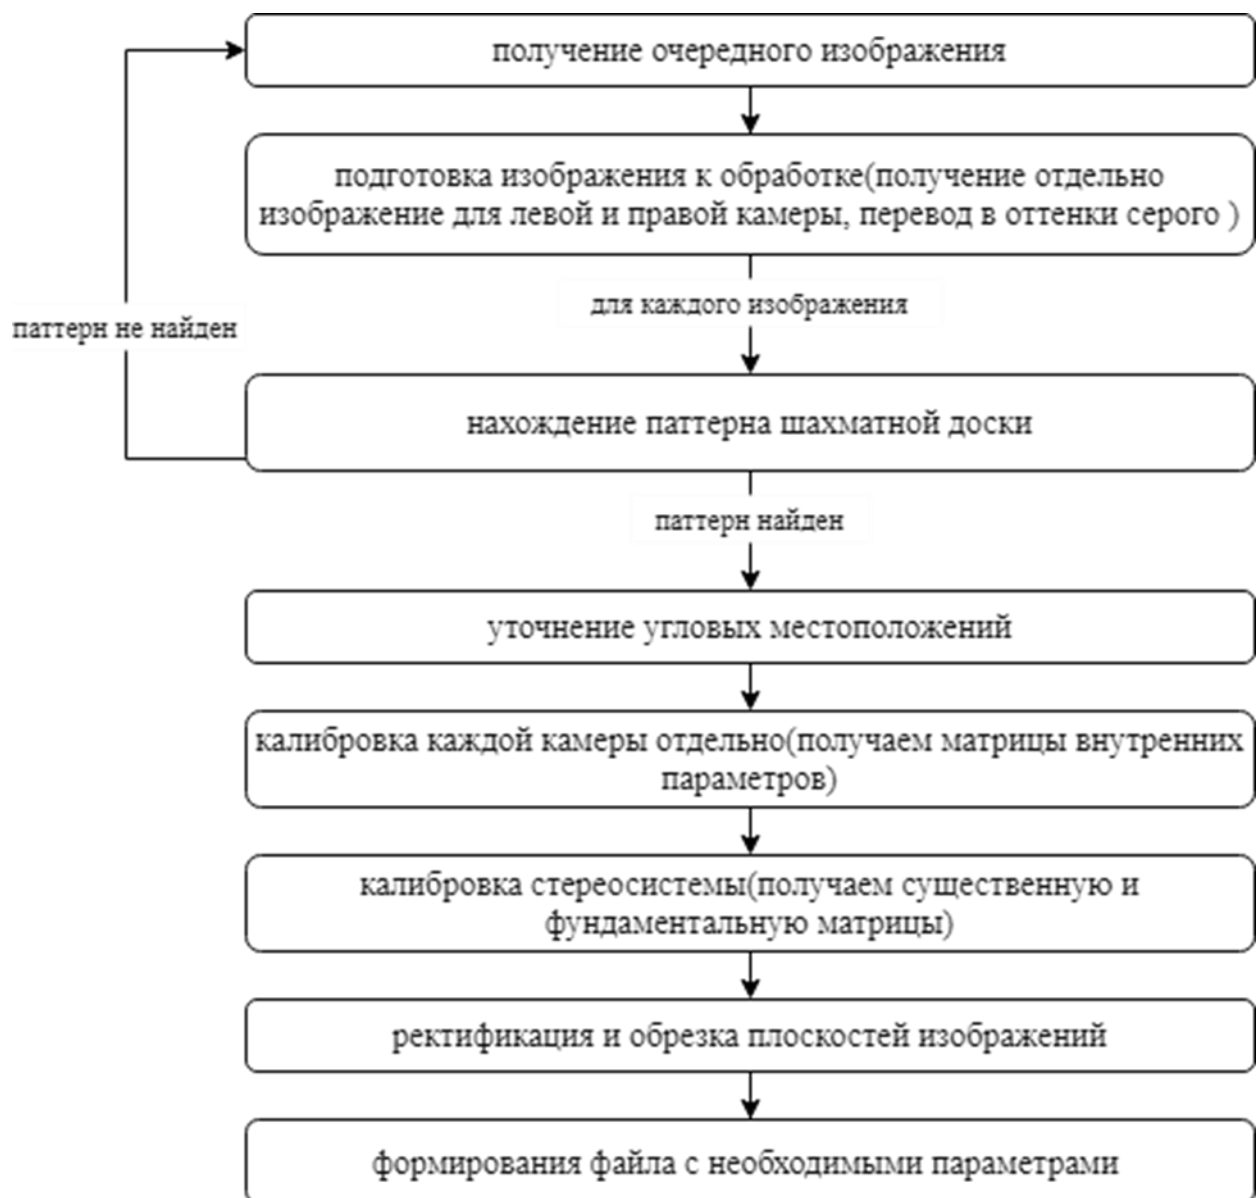 получение очередного изображения
подготовка изображения к обработке(получение отдельно
изображение для левой и правой камеры, перевод в оттенки серого )
для каждого изображения
паттерн не найден
нахождение паттерна шахматной доски
паттерн найден
уточнение угловых местоположений
калибровка каждой камеры отдельно(получаем матрицы внутренних
параметров)
калибровка стереосистемы(получаем существенную и
фундаментальную матрицы)
ректификация и обрезка плоскостей изображений
формирования файла с необходимыми параметрами